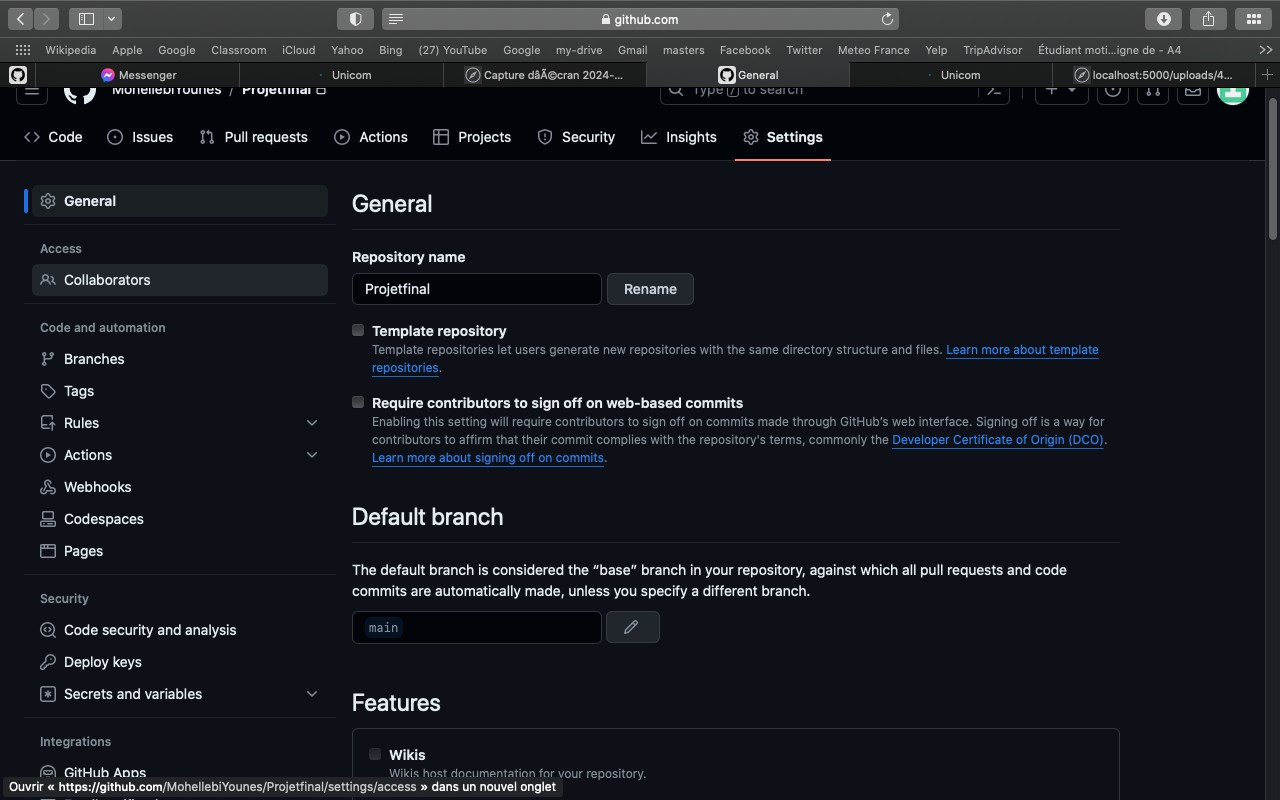 github.com
Wikipedia Apple Google Classroom iCloud Yahoo Bing (27) YouTube Google my-drive Gmail masters Facebook Twitter Meteo France Yelp TripAdvisor Étudiant moti...igne de - A4
Messenger Unicom Capture dâÃ©cran 2024-... General Unicom localhost:5000/uploads/4...
MohellebiYounes / Projetfinal Type / to search
Code Issues Pull requests Actions Projects Security Insights Settings
General
Access
Collaborators
Code and automation
Branches
Tags
Rules
Actions
Webhooks
Codespaces
Pages
Security
Code security and analysis
Deploy keys
Secrets and variables
Integrations
GitHub Apps
General
Repository name
Projetfinal Rename
Template repository
Template repositories let users generate new repositories with the same directory structure and files. Learn more about template
repositories.
Require contributors to sign off on web-based commits
Enabling this setting will require contributors to sign off on commits made through GitHub's web interface. Signing off is a way for
contributors to affirm that their commit complies with the repository's terms, commonly the Developer Certificate of Origin (DCO).
Learn more about signing off on commits.
Default branch
The default branch is considered the “base” branch in your repository, against which all pull requests and code
commits are automatically made, unless you specify a different branch.
main
Features
Wikis
Wikis host documentation for your repository.
Ouvrir « https://github.com/MohellebiYounes/Projetfinal/settings/access » dans un nouvel onglet